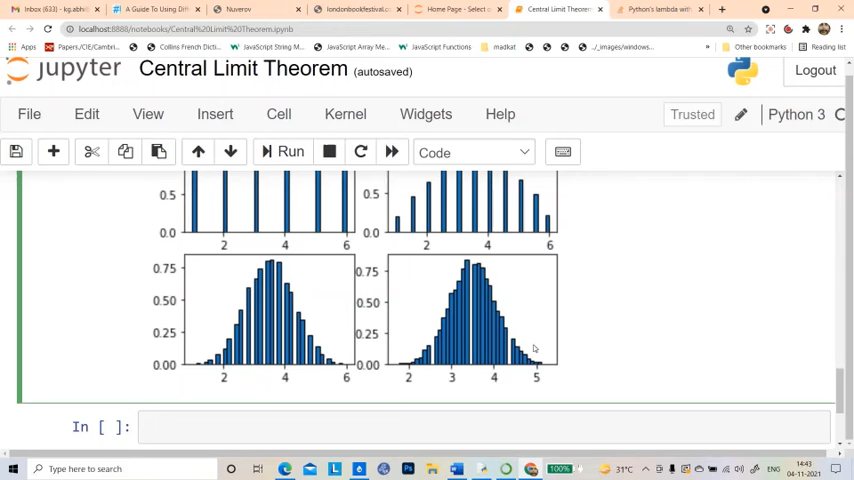 Inbox (633) - kg.abhi
# A Guide To Using Diff
Nuverov
londonbookfestival.co
Home Page - Select o
Central Limit Theorem
Python's lambda with
localhost:8888/notebooks/Central%20Limit%20Theorem.ipynb
Apps M Papers./CIE/Cambri... Collins French Dict... JavaScript String M... JavaScript Array M... JavaScript Functions madkat ../_images/windows... » Other bookmarks Reading list
jupyter Central Limit Theorem (autosaved) Logout
File Edit View Insert Cell Kernel Widgets Help Trusted Python 3
Run Code
0.5 0.5
0.0 0.0
2 4 6 2 4 6
0.75 0.75
0.50 0.50
0.25 0.25
0.00 0.00
2 4 6 2 3 4 5
In [ ]:
Type here to search 100% 31°C ENG 14:43
04-11-2021